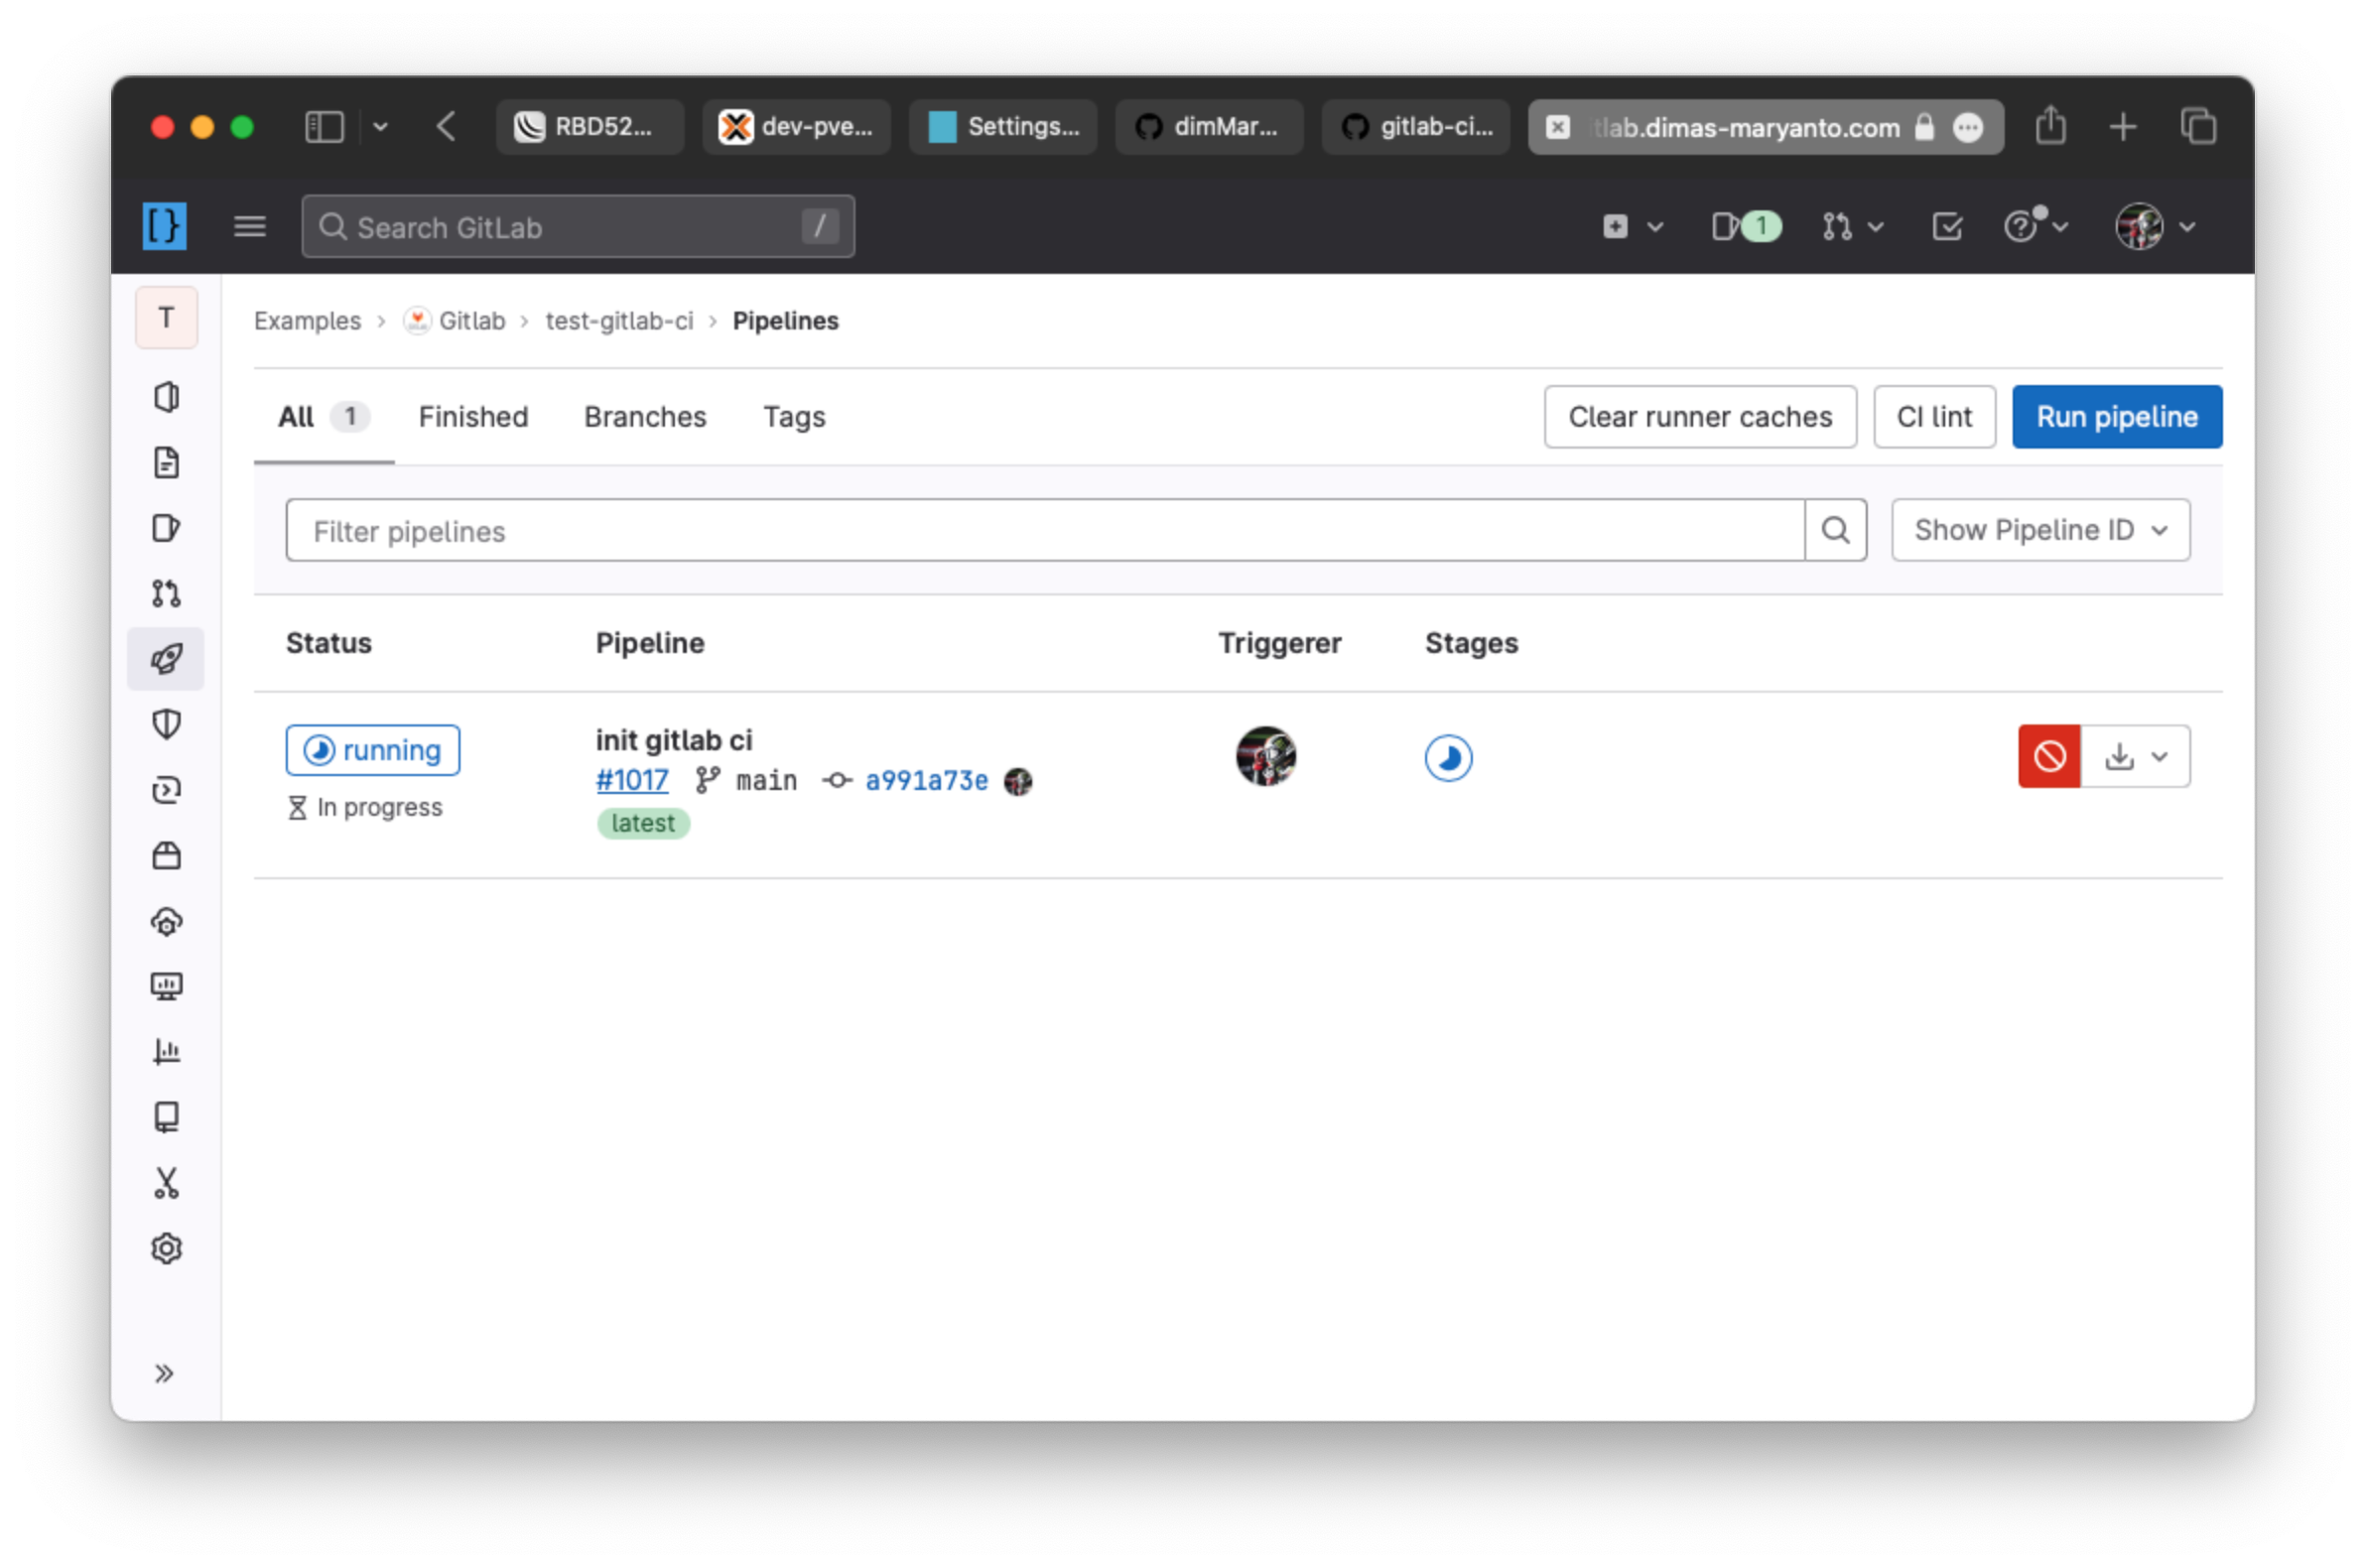 RBD52... dev-pve... Settings... dimMar... gitlab-ci... tlab.dimas-maryanto.com
[} Search GitLab / 1
T
Examples › Gitlab › test-gitlab-ci › Pipelines
All 1 Finished Branches Tags Clear runner caches CI lint Run pipeline
Filter pipelines Show Pipeline ID
Status Pipeline Triggerer Stages
running init gitlab ci
#1017 main a991a73e
In progress latest